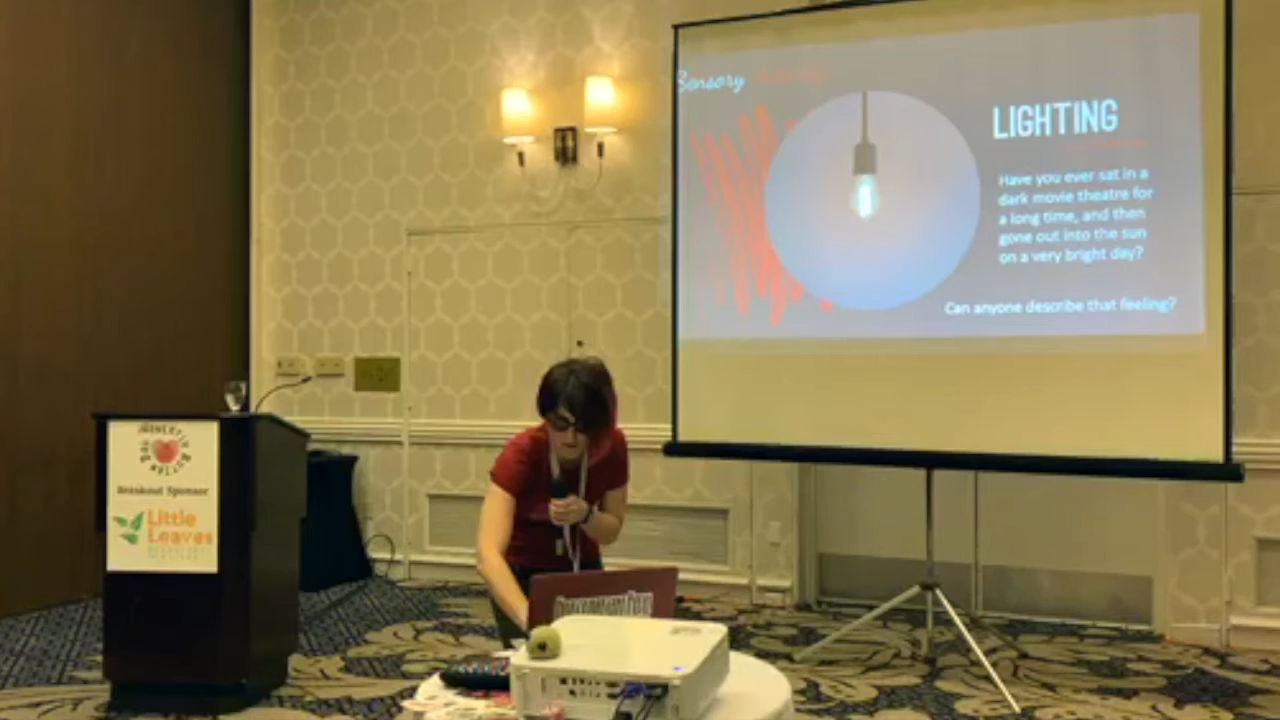 Sensory
LIGHTING
Have you ever sat in a
dark movie theatre for
a long time, and then
gone out into the sun
on a very bright day?
Can anyone describe that feeling?
Breakout Sponsor
Little
Leaves